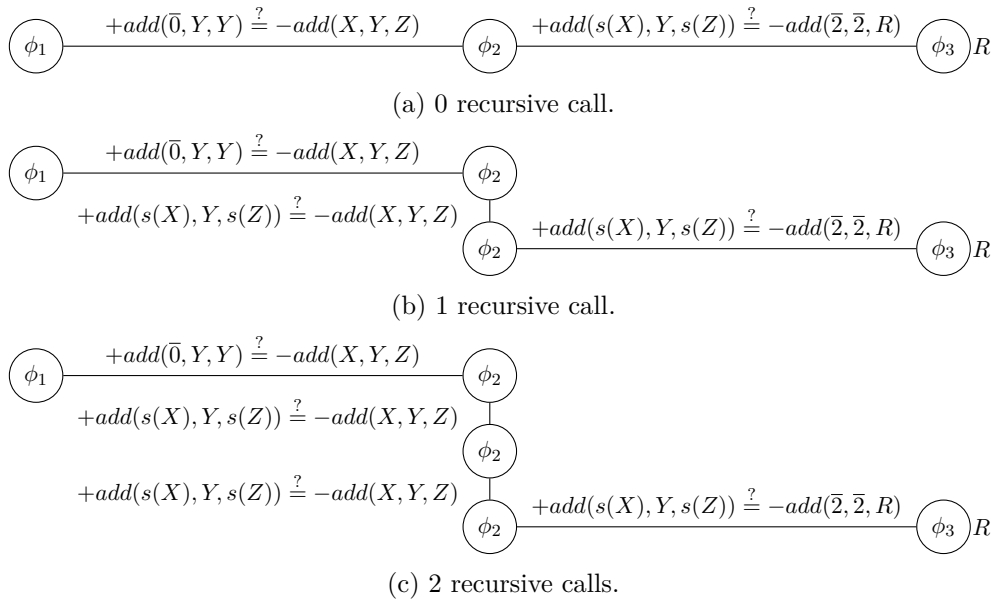 +add(0̅, Y, Y) ≟ −add(X, Y, Z) +add(s(X), Y, s(Z)) ≟ −add(2̅, 2̅, R)
ϕ₁ ϕ₂ ϕ₃ R
(a) 0 recursive call.
+add(0̅, Y, Y) ≟ −add(X, Y, Z)
ϕ₁ ϕ₂
+add(s(X), Y, s(Z)) ≟ −add(X, Y, Z) +add(s(X), Y, s(Z)) ≟ −add(2̅, 2̅, R)
ϕ₂ ϕ₃ R
(b) 1 recursive call.
+add(0̅, Y, Y) ≟ −add(X, Y, Z)
ϕ₁ ϕ₂
+add(s(X), Y, s(Z)) ≟ −add(X, Y, Z)
ϕ₂
+add(s(X), Y, s(Z)) ≟ −add(X, Y, Z) +add(s(X), Y, s(Z)) ≟ −add(2̅, 2̅, R)
ϕ₂ ϕ₃ R
(c) 2 recursive calls.